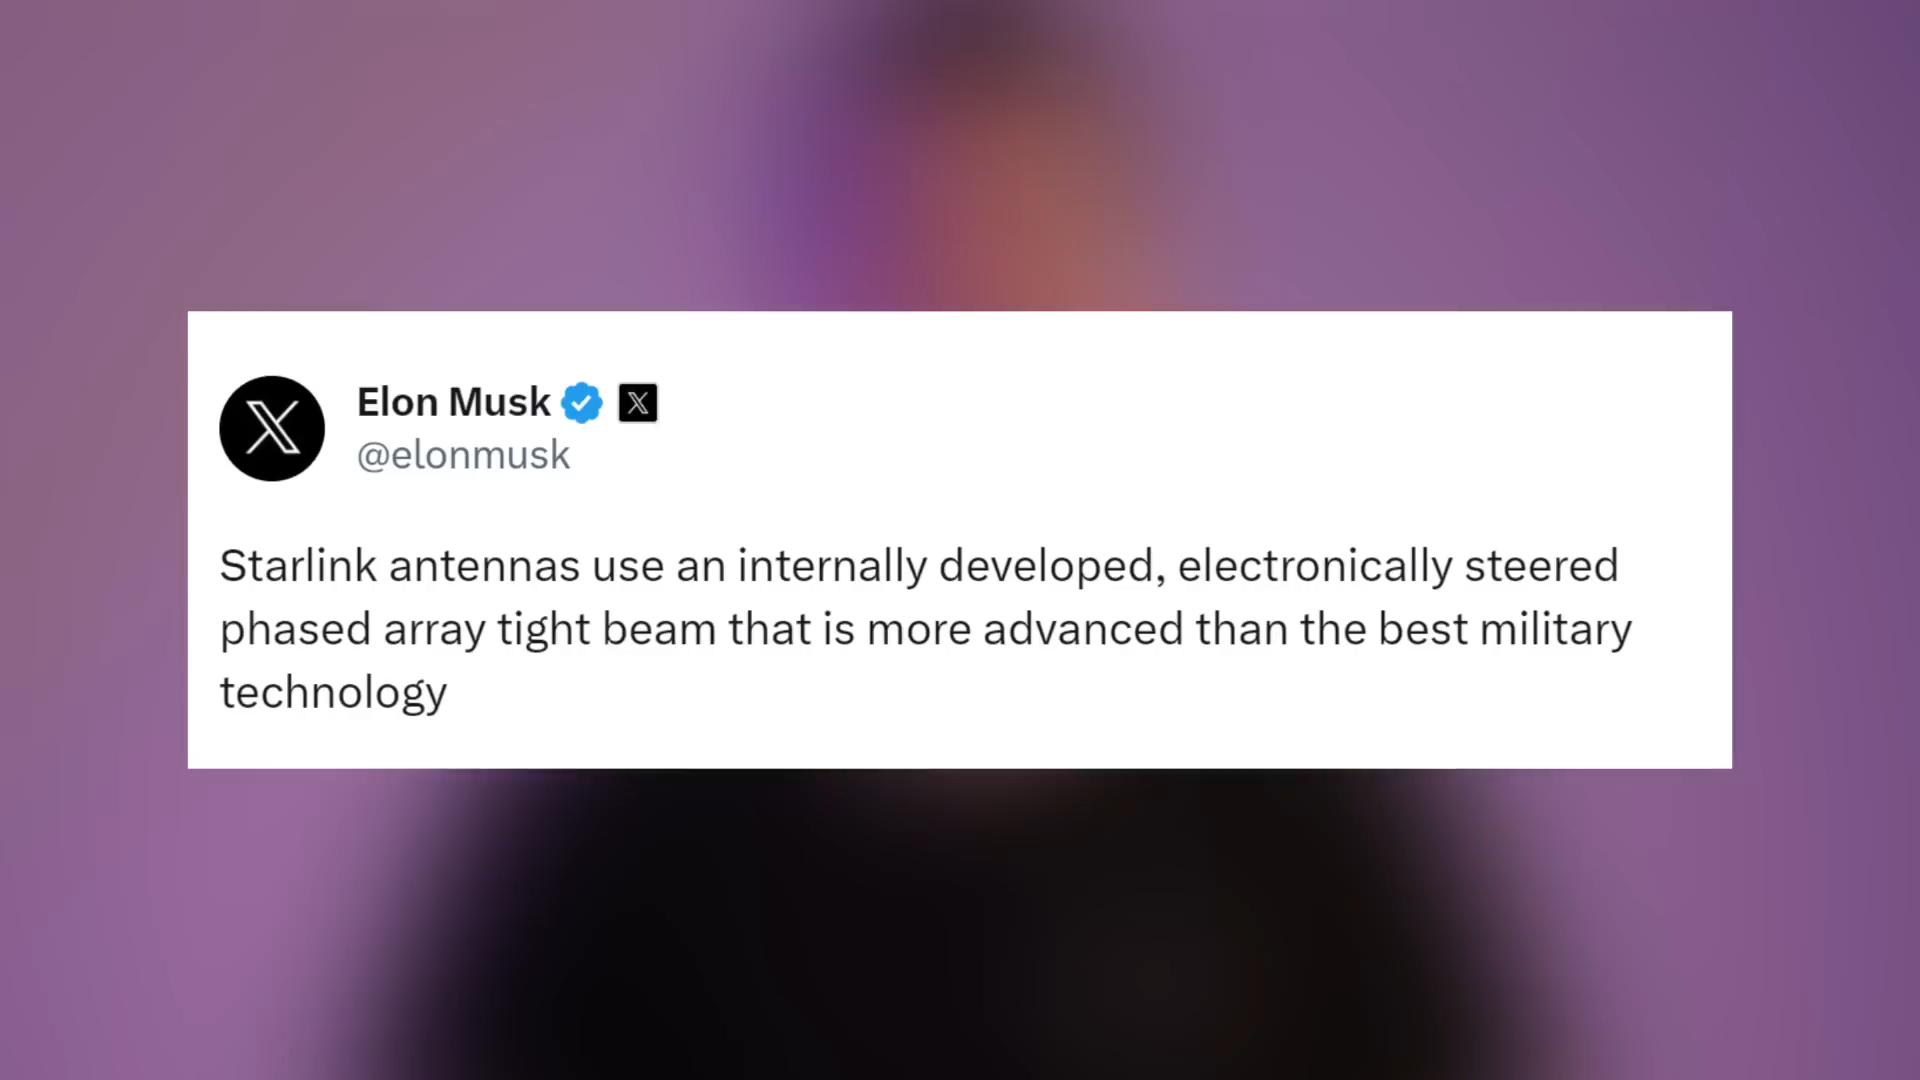 Elon Musk
@elonmusk
Starlink antennas use an internally developed, electronically steered
phased array tight beam that is more advanced than the best military
technology